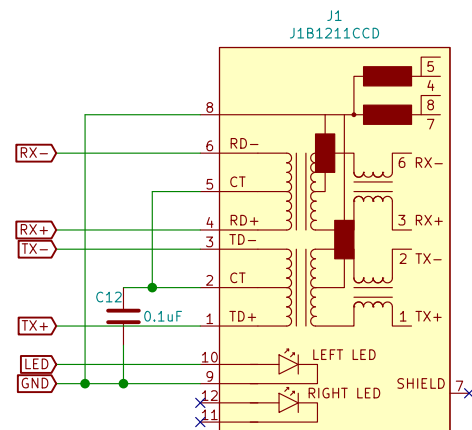 J1
J1B1211CCD
5
4
8
8
7
RX-
6
RD-
6
RX-
5
CT
RX+
4
RD+
3
RX+
TX-
3
TD-
2
TX-
C12
2
CT
0.1uF
TX+
1
TD+
1
TX+
LED
10
LEFT LED
GND
9
SHIELD
7
12
RIGHT LED
11